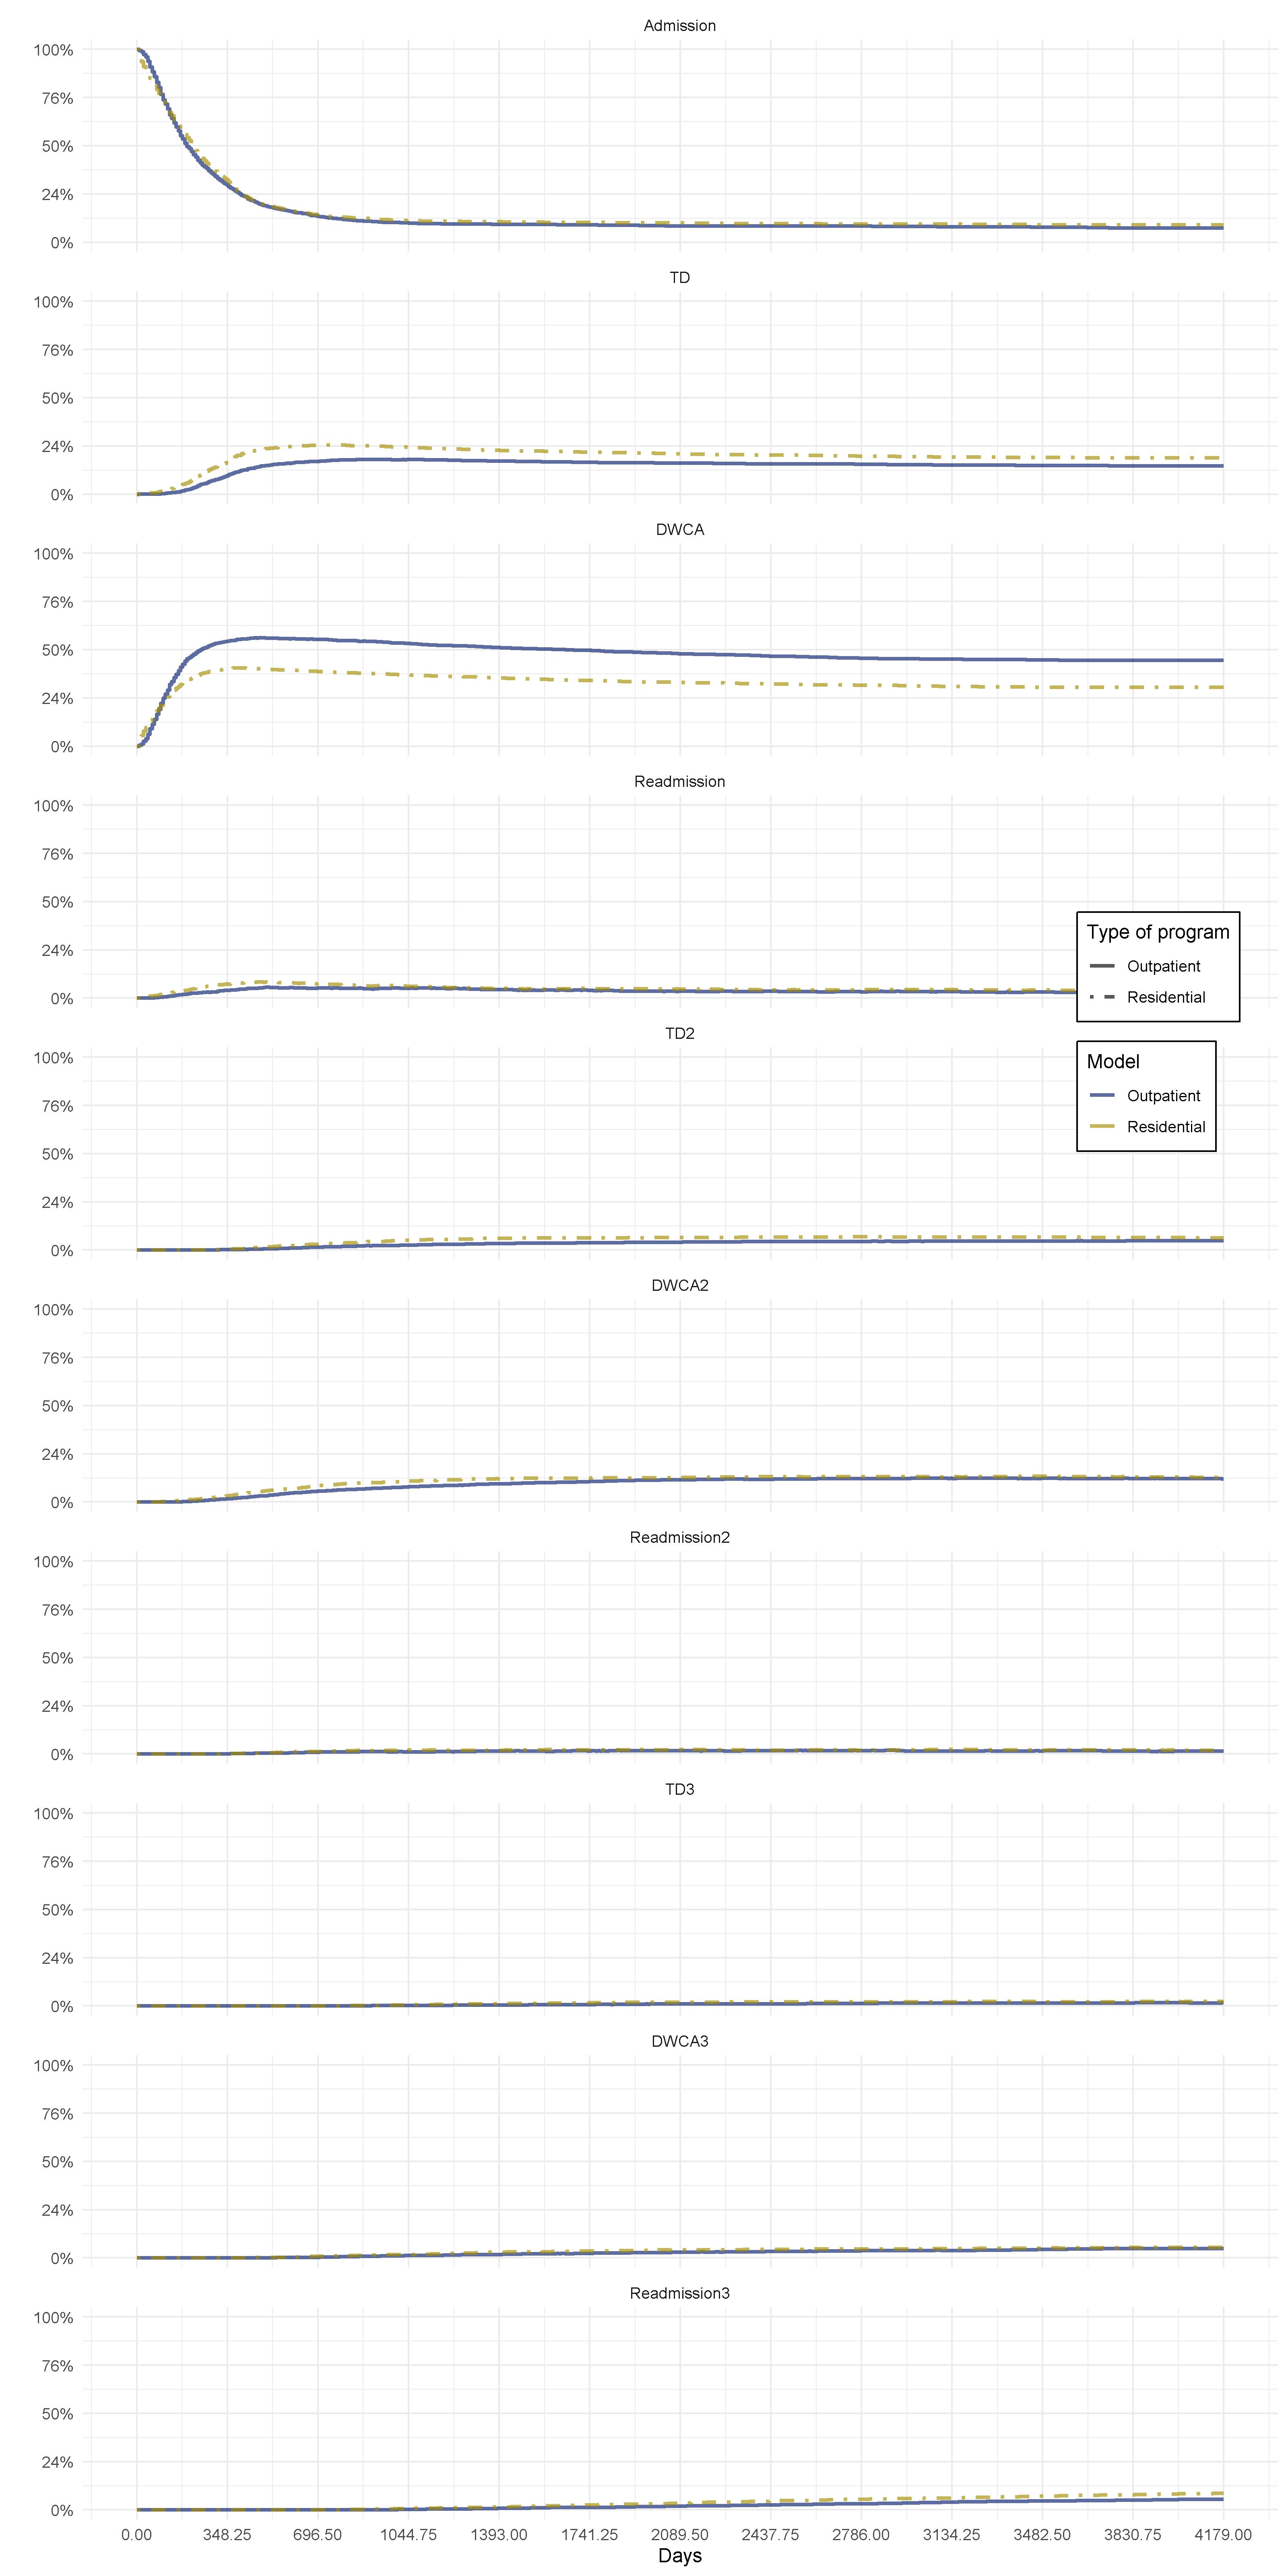 Admission
100%
76%
50%
24%
0%
TD
100%
76%
50%
24%
0%
DWCA
100%
76%
50%
24%
0%
Readmission
100%
76%
50%
24%
0%
Type of program
Outpatient
Residential
TD2
100%
76%
50%
24%
0%
Model
Outpatient
Residential
DWCA2
100%
76%
50%
24%
0%
Readmission2
100%
76%
50%
24%
0%
TD3
100%
76%
50%
24%
0%
DWCA3
100%
76%
50%
24%
0%
Readmission3
100%
76%
50%
24%
0%
0.00 348.25 696.50 1044.75 1393.00 1741.25 2089.50 2437.75 2786.00 3134.25 3482.50 3830.75 4179.00
Days